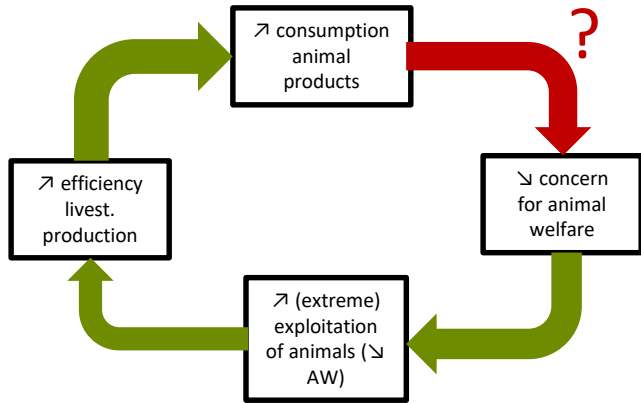 ↗ consumption
animal
products
?
↘ concern
for animal
welfare
↗ (extreme)
exploitation
of animals (↘
AW)
↗ efficiency
livest.
production